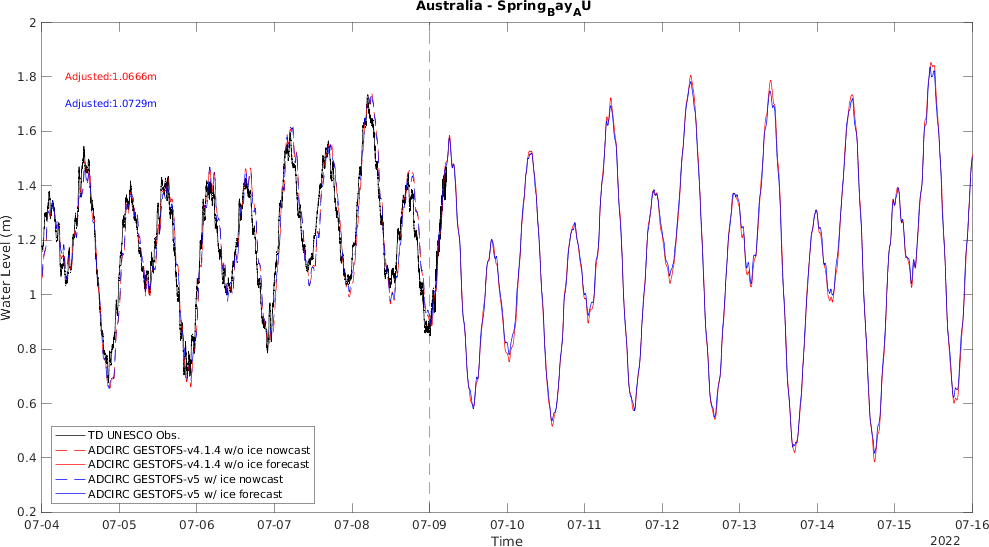 Australia - SpringBayAU
2
1.8
1.6
1.4
1.2
1
0.8
0.6
0.4
0.2
Water Level (m)
Adjusted:1.0666m
Adjusted:1.0729m
TD UNESCO Obs.
ADCIRC GESTOFS-v4.1.4 w/o ice nowcast
ADCIRC GESTOFS-v4.1.4 w/o ice forecast
ADCIRC GESTOFS-v5 w/ ice nowcast
ADCIRC GESTOFS-v5 w/ ice forecast
07-04 07-05 07-06 07-07 07-08 07-09 07-10 07-11 07-12 07-13 07-14 07-15 07-16
Time
2022